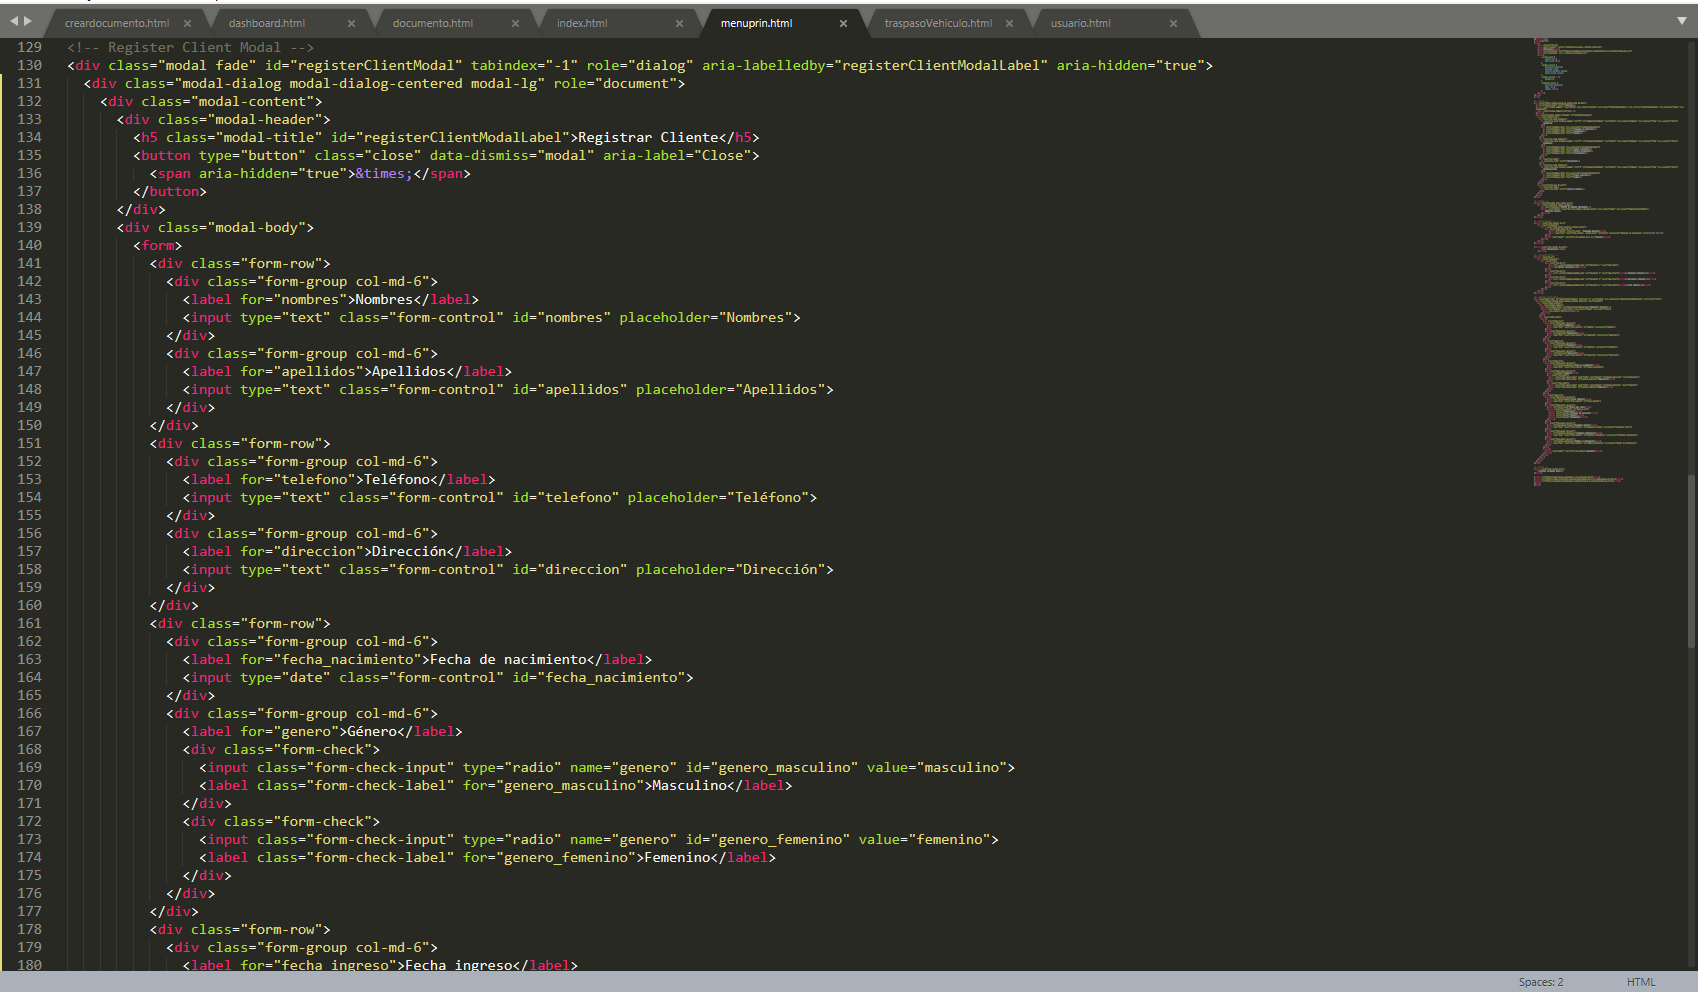 creardocumento.html × dashboard.html × documento.html × index.html × menuprin.html × traspasoVehiculo.html × usuario.html ×
129 <!-- Register Client Modal -->
130 <div class="modal fade" id="registerClientModal" tabindex="-1" role="dialog" aria-labelledby="registerClientModalLabel" aria-hidden="true">
131 <div class="modal-dialog modal-dialog-centered modal-lg" role="document">
132 <div class="modal-content">
133 <div class="modal-header">
134 <h5 class="modal-title" id="registerClientModalLabel">Registrar Cliente</h5>
135 <button type="button" class="close" data-dismiss="modal" aria-label="Close">
136 <span aria-hidden="true">&times;</span>
137 </button>
138 </div>
139 <div class="modal-body">
140 <form>
141 <div class="form-row">
142 <div class="form-group col-md-6">
143 <label for="nombres">Nombres</label>
144 <input type="text" class="form-control" id="nombres" placeholder="Nombres">
145 </div>
146 <div class="form-group col-md-6">
147 <label for="apellidos">Apellidos</label>
148 <input type="text" class="form-control" id="apellidos" placeholder="Apellidos">
149 </div>
150 </div>
151 <div class="form-row">
152 <div class="form-group col-md-6">
153 <label for="telefono">Teléfono</label>
154 <input type="text" class="form-control" id="telefono" placeholder="Teléfono">
155 </div>
156 <div class="form-group col-md-6">
157 <label for="direccion">Dirección</label>
158 <input type="text" class="form-control" id="direccion" placeholder="Dirección">
159 </div>
160 </div>
161 <div class="form-row">
162 <div class="form-group col-md-6">
163 <label for="fecha_nacimiento">Fecha de nacimiento</label>
164 <input type="date" class="form-control" id="fecha_nacimiento">
165 </div>
166 <div class="form-group col-md-6">
167 <label for="genero">Género</label>
168 <div class="form-check">
169 <input class="form-check-input" type="radio" name="genero" id="genero_masculino" value="masculino">
170 <label class="form-check-label" for="genero_masculino">Masculino</label>
171 </div>
172 <div class="form-check">
173 <input class="form-check-input" type="radio" name="genero" id="genero_femenino" value="femenino">
174 <label class="form-check-label" for="genero_femenino">Femenino</label>
175 </div>
176 </div>
177 </div>
178 <div class="form-row">
179 <div class="form-group col-md-6">
180 <label for="fecha_ingreso">Fecha ingreso</label>
Spaces: 2 HTML